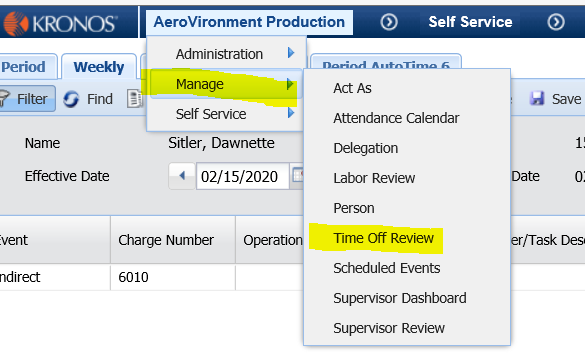 KRONOS AeroVironment Production Self Service
Period Weekly Period AutoTime 6
Administration
Filter Find Manage Act As Save
Self Service Attendance Calendar
Name Sitler, Dawnette Delegation 15
Effective Date 02/15/2020 Labor Review Date 02
Person
Event Charge Number Operation Time Off Review er/Task Desc
Indirect 6010 Scheduled Events
Supervisor Dashboard
Supervisor Review